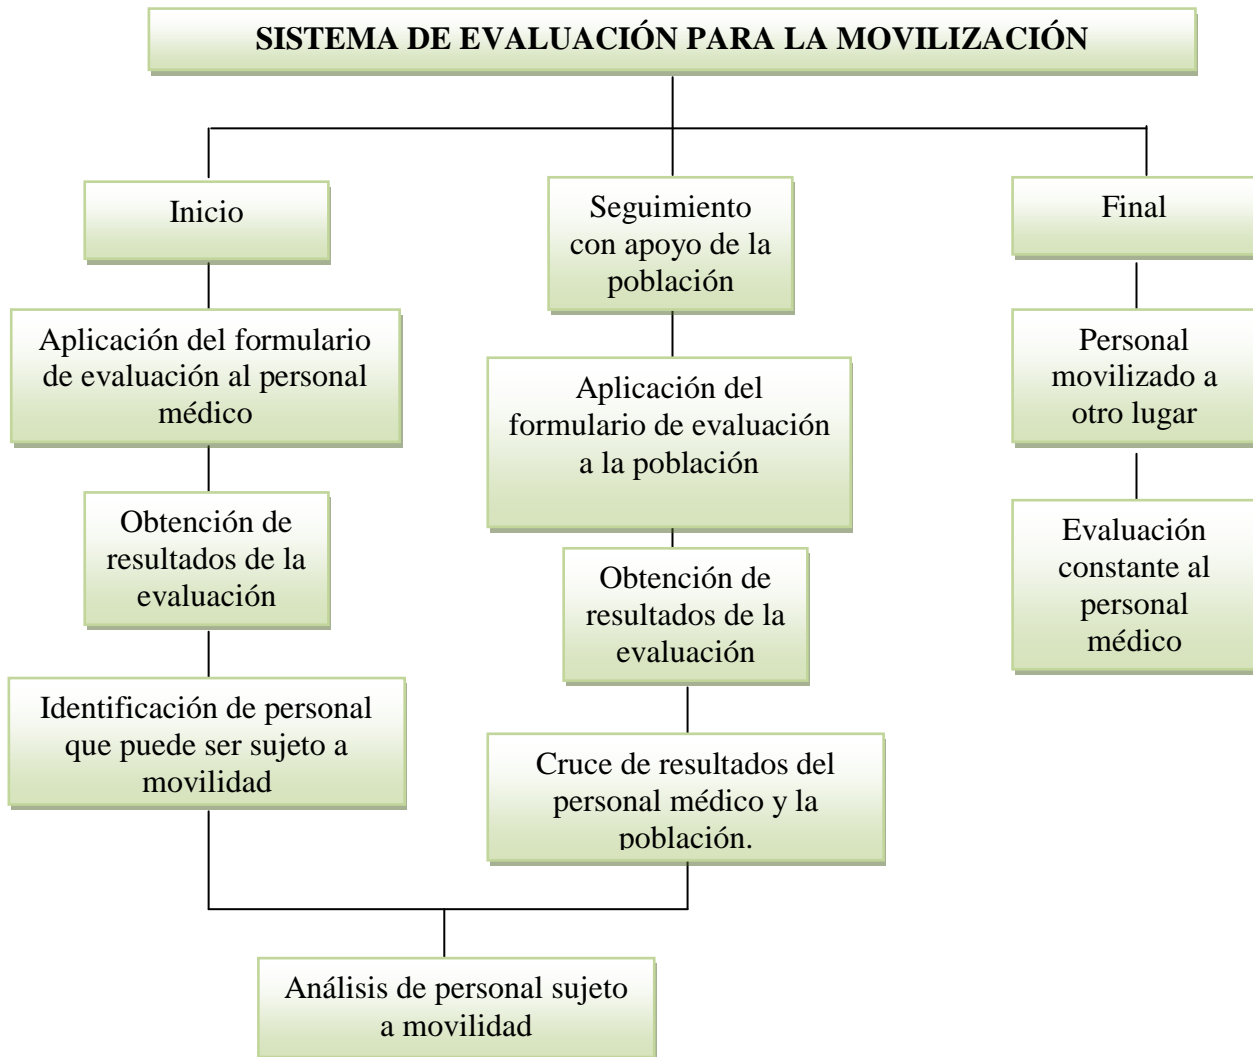 SISTEMA DE EVALUACIÓN PARA LA MOVILIZACIÓN
Inicio
Aplicación del formulario
de evaluación al personal
médico
Obtención de
resultados de la
evaluación
Identificación de personal
que puede ser sujeto a
movilidad
Seguimiento
con apoyo de la
población
Aplicación del
formulario de evaluación
a la población
Obtención de
resultados de la
evaluación
Cruce de resultados del
personal médico y la
población.
Análisis de personal sujeto
a movilidad
Final
Personal
movilizado a
otro lugar
Evaluación
constante al
personal
médico